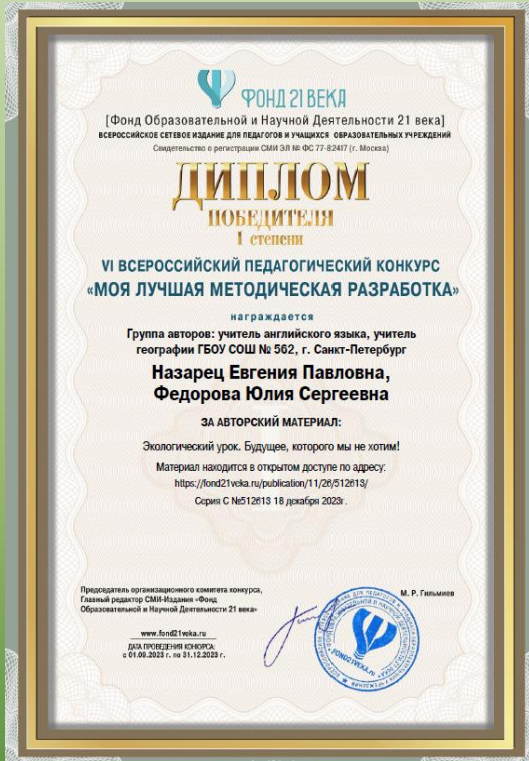 ФОНД 21 ВЕКА
[Фонд Образовательной и Научной Деятельности 21 века]
ВСЕРОССИЙСКОЕ СЕТЕВОЕ ИЗДАНИЕ ДЛЯ ПЕДАГОГОВ И УЧАЩИХСЯ ОБРАЗОВАТЕЛЬНЫХ УЧРЕЖДЕНИЙ
Свидетельство о регистрации СМИ ЭЛ № ФС 77-82417 (г. Москва)
ДИПЛОМ
ПОБЕДИТЕЛЯ
1 степени
VI ВСЕРОССИЙСКИЙ ПЕДАГОГИЧЕСКИЙ КОНКУРС
«МОЯ ЛУЧШАЯ МЕТОДИЧЕСКАЯ РАЗРАБОТКА»
награждается
Группа авторов: учитель английского языка, учитель
географии ГБОУ СОШ № 562, г. Санкт-Петербург
Назарец Евгения Павловна,
Федорова Юлия Сергеевна
ЗА АВТОРСКИЙ МАТЕРИАЛ:
Экологический урок. Будущее, которого мы не хотим!
Материал находится в открытом доступе по адресу:
https://fond21veka.ru/publication/11/26/512613/
Серия С №512613 18 декабря 2023г.
Председатель организационного комитета конкурса,
Главный редактор СМИ-Издания «Фонд
Образовательной и Научной Деятельности 21 века»
М. Р. Гильмиев
www.fond21veka.ru
ДАТА ПРОВЕДЕНИЯ КОНКУРСА:
с 01.09.2023 г. по 31.12.2023 г.
FOND21VEKA.ru